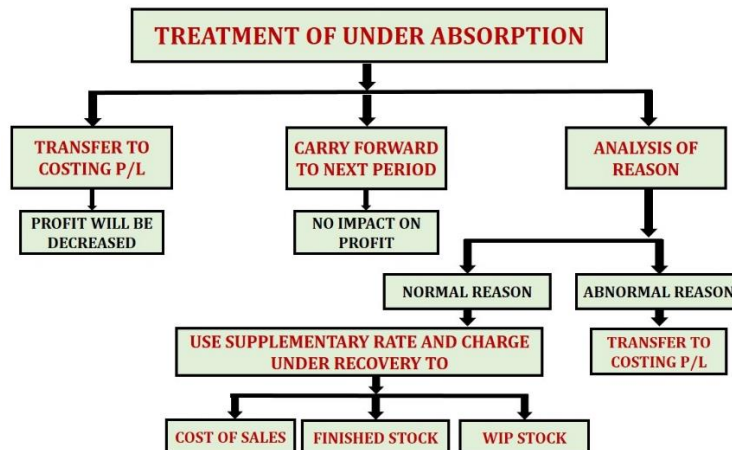 TREATMENT OF UNDER ABSORPTION
TRANSFER TO
COSTING P/L
CARRY FORWARD
TO NEXT PERIOD
ANALYSIS OF
REASON
PROFIT WILL BE
DECREASED
NO IMPACT ON
PROFIT
NORMAL REASON
ABNORMAL REASON
USE SUPPLEMENTARY RATE AND CHARGE
UNDER RECOVERY TO
TRANSFER TO
COSTING P/L
COST OF SALES
FINISHED STOCK
WIP STOCK